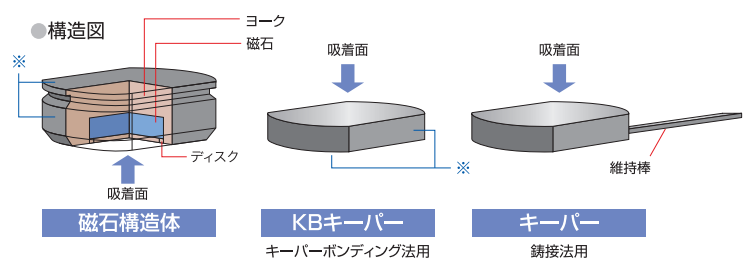 ●構造図
ヨーク
磁石
※
ディスク
吸着面
磁石構造体
吸着面
※
KBキーパー
キーパーボンディング法用
吸着面
維持棒
キーパー
鋳接法用